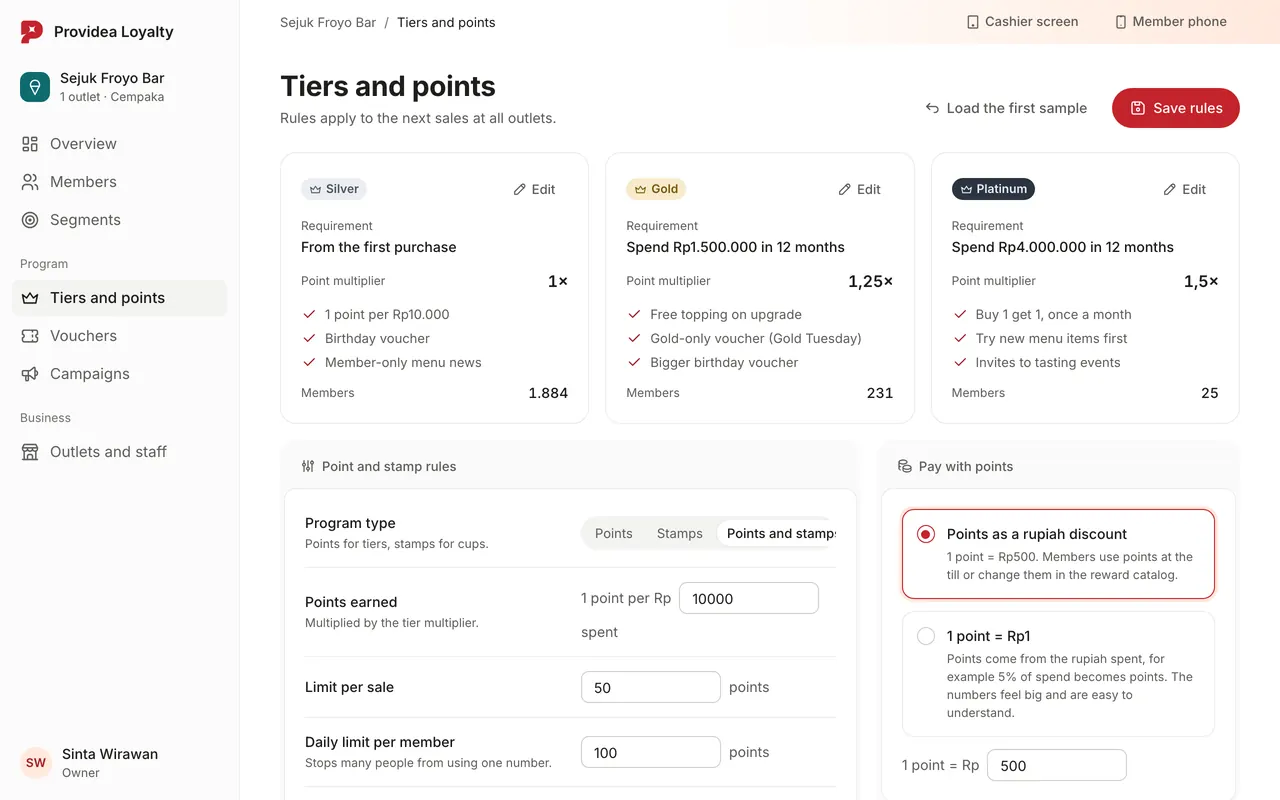 Providea Loyalty
Sejuk Froyo Bar
1 outlet · Cempaka
Overview
Members
Segments
Program
Tiers and points
Vouchers
Campaigns
Business
Outlets and staff
SW
Sinta Wirawan
Owner
Sejuk Froyo Bar / Tiers and points
Cashier screen
Member phone
Tiers and points
Rules apply to the next sales at all outlets.
Load the first sample
Save rules
Silver
Edit
Requirement
From the first purchase
Point multiplier 1×
1 point per Rp10.000
Birthday voucher
Member-only menu news
Members 1.884
Gold
Edit
Requirement
Spend Rp1.500.000 in 12 months
Point multiplier 1,25×
Free topping on upgrade
Gold-only voucher (Gold Tuesday)
Bigger birthday voucher
Members 231
Platinum
Edit
Requirement
Spend Rp4.000.000 in 12 months
Point multiplier 1,5×
Buy 1 get 1, once a month
Try new menu items first
Invites to tasting events
Members 25
Point and stamp rules
Program type
Points for tiers, stamps for cups.
Points Stamps Points and stamps
Points earned
Multiplied by the tier multiplier.
1 point per Rp 10000
spent
Limit per sale
50 points
Daily limit per member
Stops many people from using one number.
100 points
Pay with points
Points as a rupiah discount
1 point = Rp500. Members use points at the
till or change them in the reward catalog.
1 point = Rp1
Points come from the rupiah spent, for
example 5% of spend becomes points. The
numbers feel big and are easy to
understand.
1 point = Rp 500